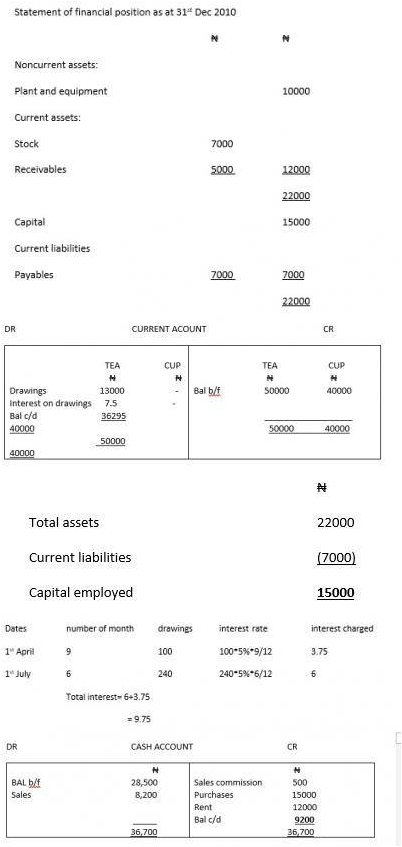 Statement of financial position as at 31st Dec 2010
₦ ₦
Noncurrent assets:
Plant and equipment 10000
Current assets:
Stock 7000
Receivables 5000 12000
22000
Capital 15000
Current liabilities
Payables 7000 7000
22000
DR CURRENT ACOUNT CR
TEA CUP TEA CUP
₦ ₦ ₦ ₦
Drawings 13000 - Bal b/f 50000 40000
Interest on drawings 7.5 -
Bal c/d 36295
40000 50000 40000
50000
40000
₦
Total assets 22000
Current liabilities (7000)
Capital employed 15000
Dates number of month drawings interest rate interest charged
1st April 9 100 100*5%*9/12 3.75
1st July 6 240 240*5%*6/12 6
Total interest= 6+3.75
= 9.75
DR CASH ACCOUNT CR
₦ ₦
BAL b/f 28,500 Sales commission 500
Sales 8,200 Purchases 15000
Rent 12000
Bal c/d 9200
36,700 36,700